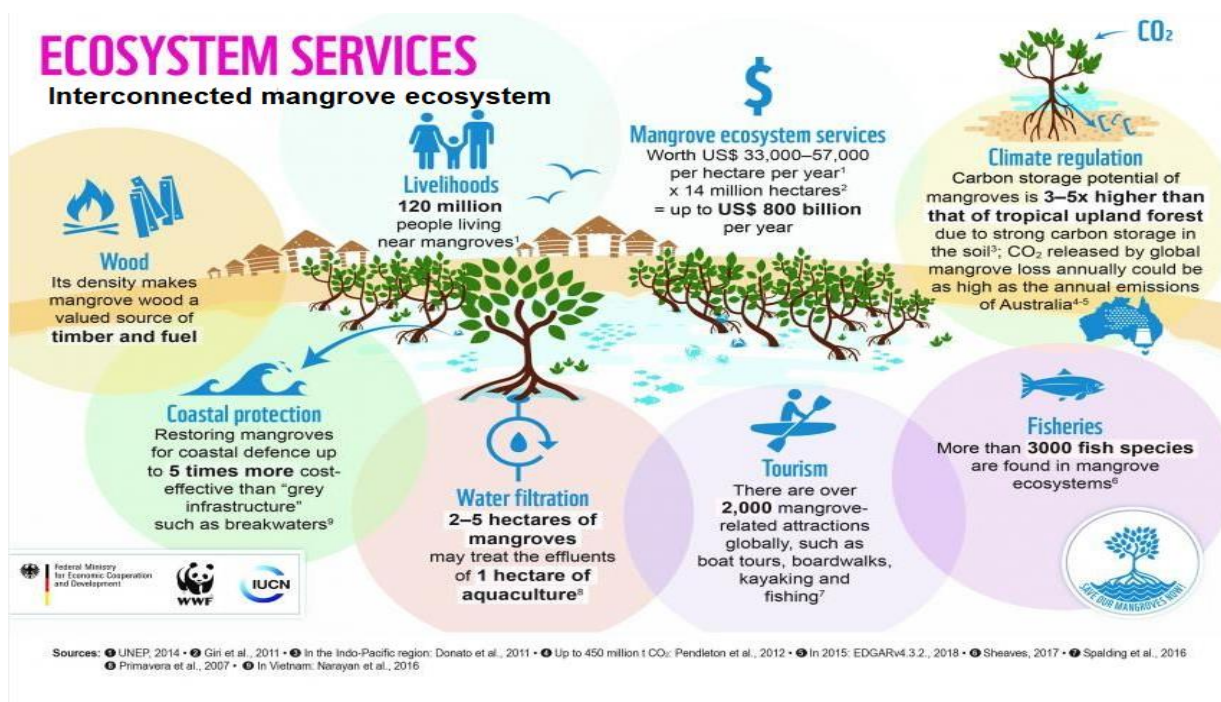 ECOSYSTEM SERVICES
Interconnected mangrove ecosystem
Livelihoods
120 million
people living
near mangroves¹
$
Mangrove ecosystem services
Worth US$ 33,000–57,000
per hectare per year¹
x 14 million hectares²
= up to US$ 800 billion
per year
CO₂
C C C
Climate regulation
Carbon storage potential of
mangroves is 3–5x higher than
that of tropical upland forest
due to strong carbon storage in
the soil³; CO₂ released by global
mangrove loss annually could be
as high as the annual emissions
of Australia⁴⁻⁵
Wood
Its density makes
mangrove wood a
valued source of
timber and fuel
Coastal protection
Restoring mangroves
for coastal defence up
to 5 times more cost-
effective than “grey
infrastructure”
such as breakwaters⁹
Water filtration
2–5 hectares of
mangroves
may treat the effluents
of 1 hectare of
aquaculture⁸
Tourism
There are over
2,000 mangrove-
related attractions
globally, such as
boat tours, boardwalks,
kayaking and
fishing⁷
Fisheries
More than 3000 fish species
are found in mangrove
ecosystems⁶
Federal Ministry
for Economic Cooperation
and Development
WWF
IUCN
SAVE OUR MANGROVES NOW!
Sources: ❶ UNEP, 2014 • ❷ Giri et al., 2011 • ❸ In the Indo-Pacific region: Donato et al., 2011 • ❹ Up to 450 million t CO₂: Pendleton et al., 2012 • ❺ In 2015: EDGARv4.3.2., 2018 • ❻ Sheaves, 2017 • ❼ Spalding et al., 2016
❽ Primavera et al., 2007 • ❾ In Vietnam: Narayan et al., 2016